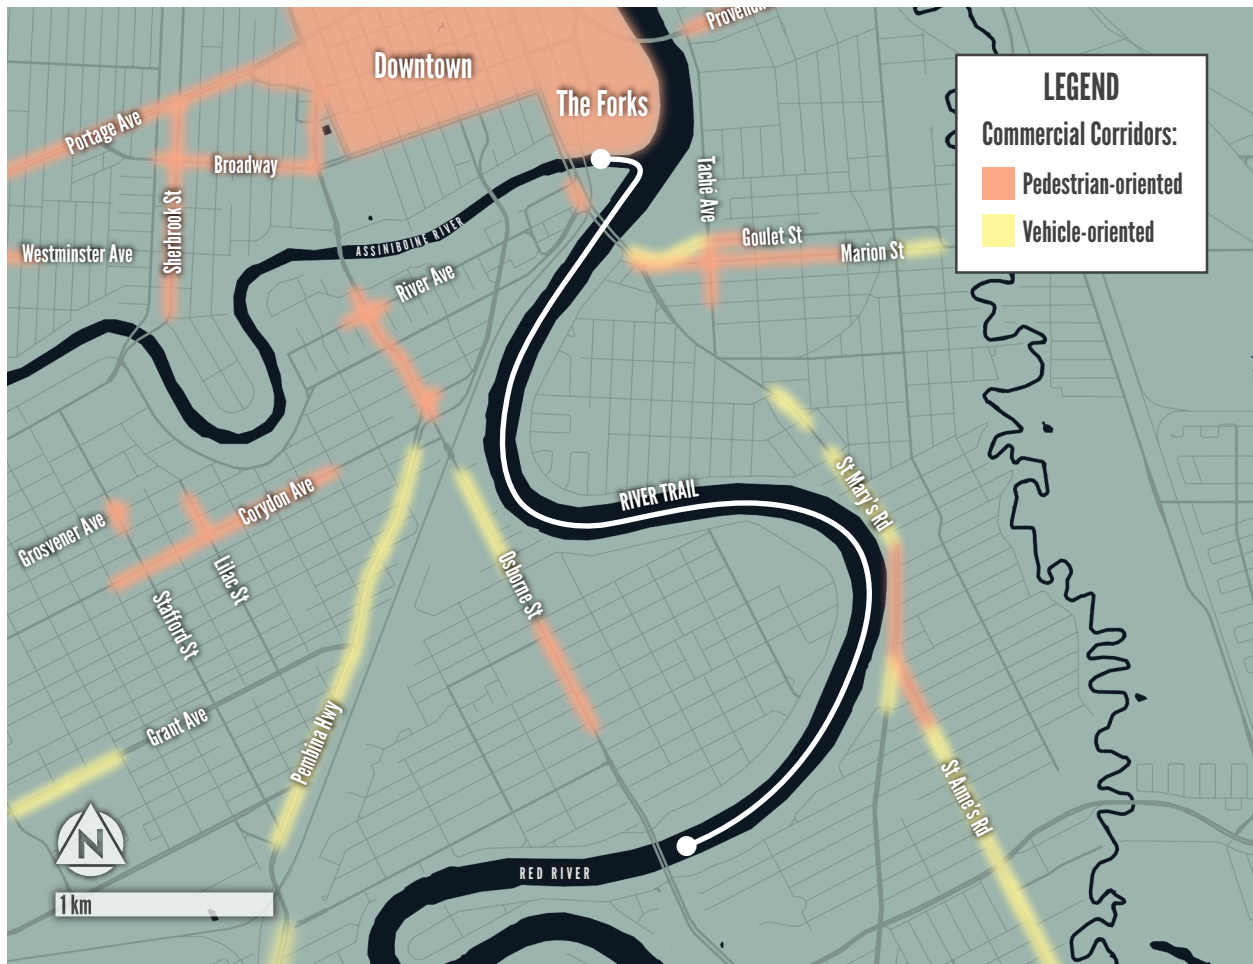 Provencher
Downtown
LEGEND
The Forks
Portage Ave
Commercial Corridors:
Broadway
Pedestrian-oriented
Taché Ave
Sherbrook St
Vehicle-oriented
Westminster Ave
ASSINIBOINE RIVER
Goulet St
Marion St
River Ave
St Mary's Rd
RIVER TRAIL
Corydon Ave
Grosvener Ave
Lilac St
Osborne St
Stafford St
Grant Ave
Pembina Hwy
St Anne's Rd
N
RED RIVER
1 km